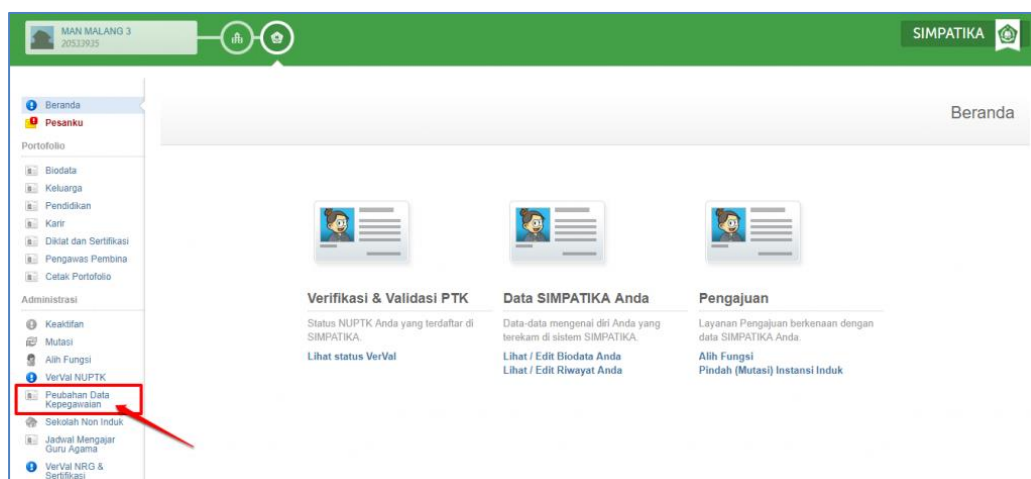 MAN MALANG 3
20533935
SIMPATIKA
Beranda
Pesanku
Portofolio
Biodata
Keluarga
Pendidikan
Karir
Diklat dan Sertifikasi
Pengawas Pembina
Cetak Portofolio
Administrasi
Keaktifan
Mutasi
Alih Fungsi
VerVal NUPTK
Peubahan Data
Kepegawaian
Sekolah Non Induk
Jadwal Mengajar
Guru Agama
VerVal NRG &
Sertifikasi
Beranda
Verifikasi & Validasi PTK
Status NUPTK Anda yang terdaftar di
SIMPATIKA.
Lihat status VerVal
Data SIMPATIKA Anda
Data-data mengenai diri Anda yang
terekam di sistem SIMPATIKA.
Lihat / Edit Biodata Anda
Lihat / Edit Riwayat Anda
Pengajuan
Layanan Pengajuan berkenaan dengan
data SIMPATIKA Anda.
Alih Fungsi
Pindah (Mutasi) Instansi Induk